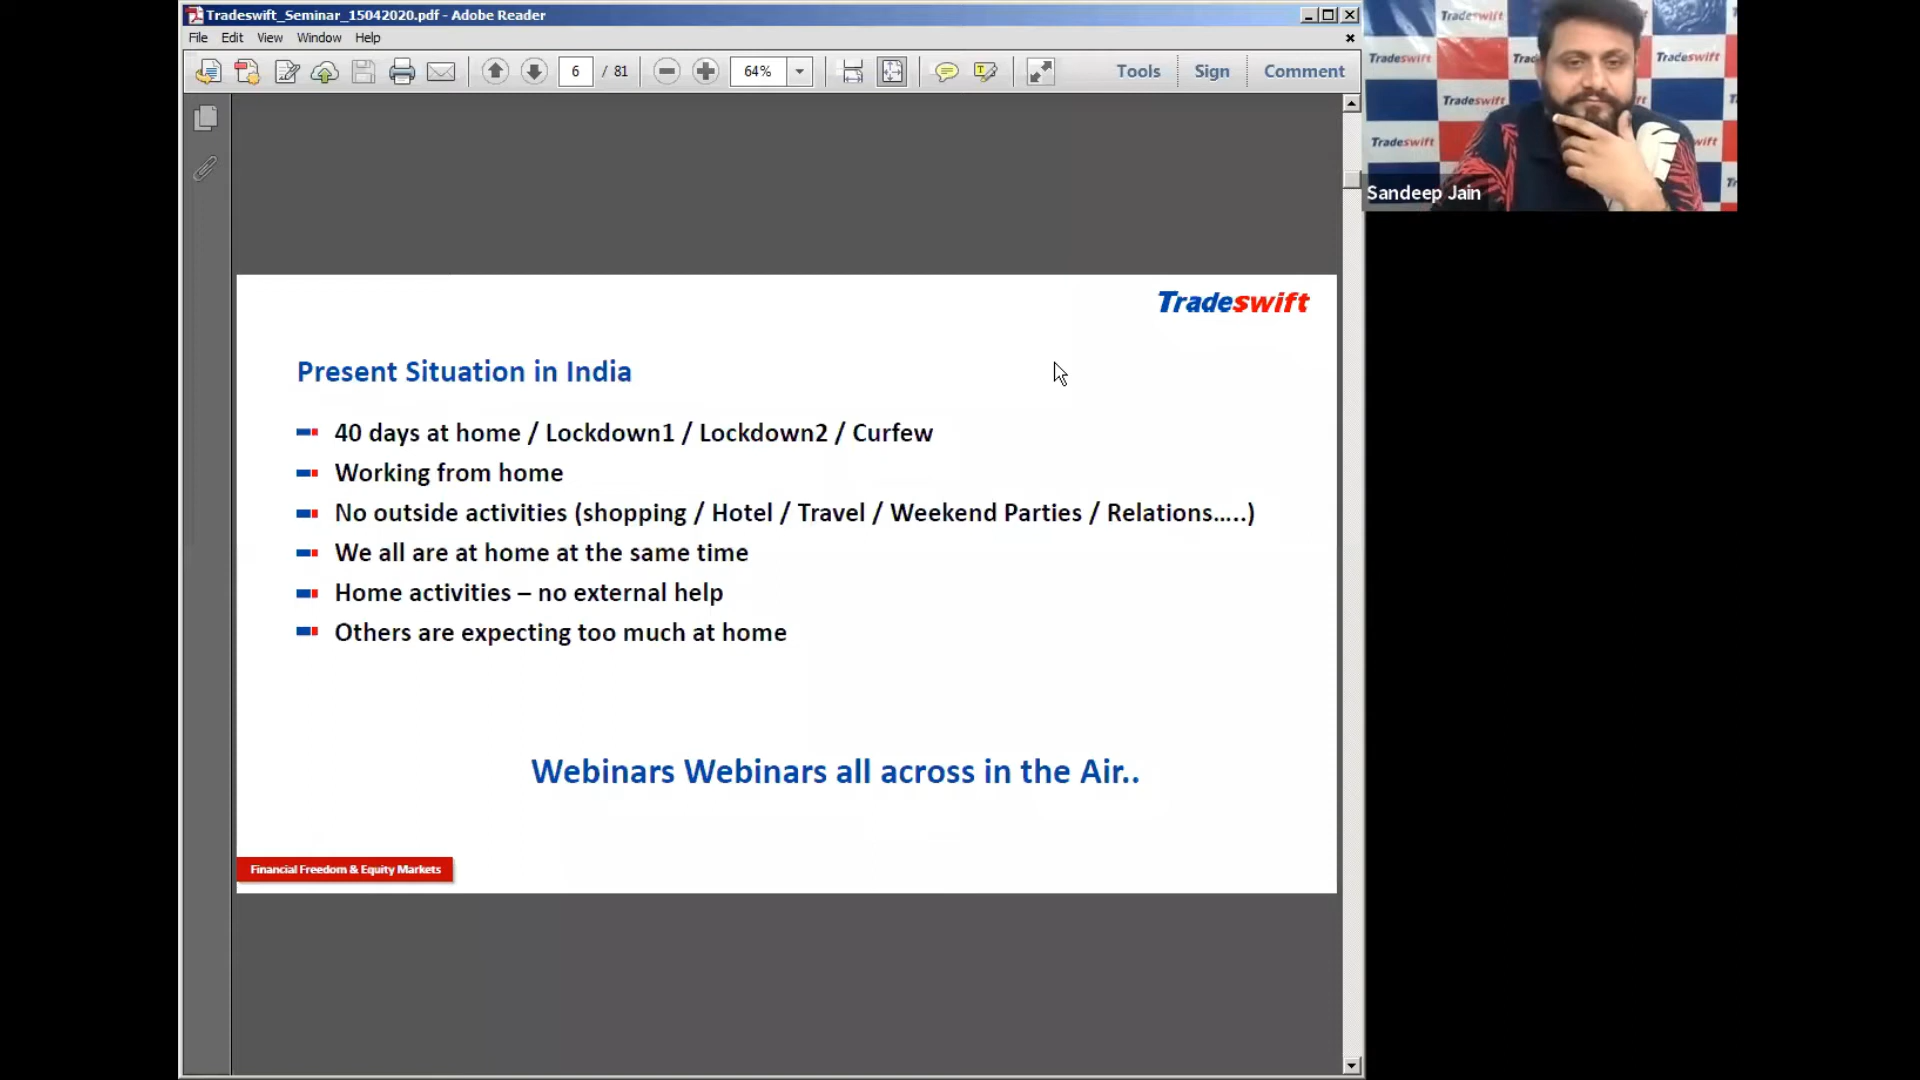 Tradeswift_Seminar_15042020.pdf - Adobe Reader
File Edit View Window Help
6 / 81 64% Tools Sign Comment
Tradeswift
Present Situation in India
40 days at home / Lockdown1 / Lockdown2 / Curfew
Working from home
No outside activities (shopping / Hotel / Travel / Weekend Parties / Relations…..)
We all are at home at the same time
Home activities – no external help
Others are expecting too much at home
Webinars Webinars all across in the Air..
Financial Freedom & Equity Markets
Tradeswift
Tradeswift Tradeswift
Tradeswift
Tradeswift
Sandeep Jain